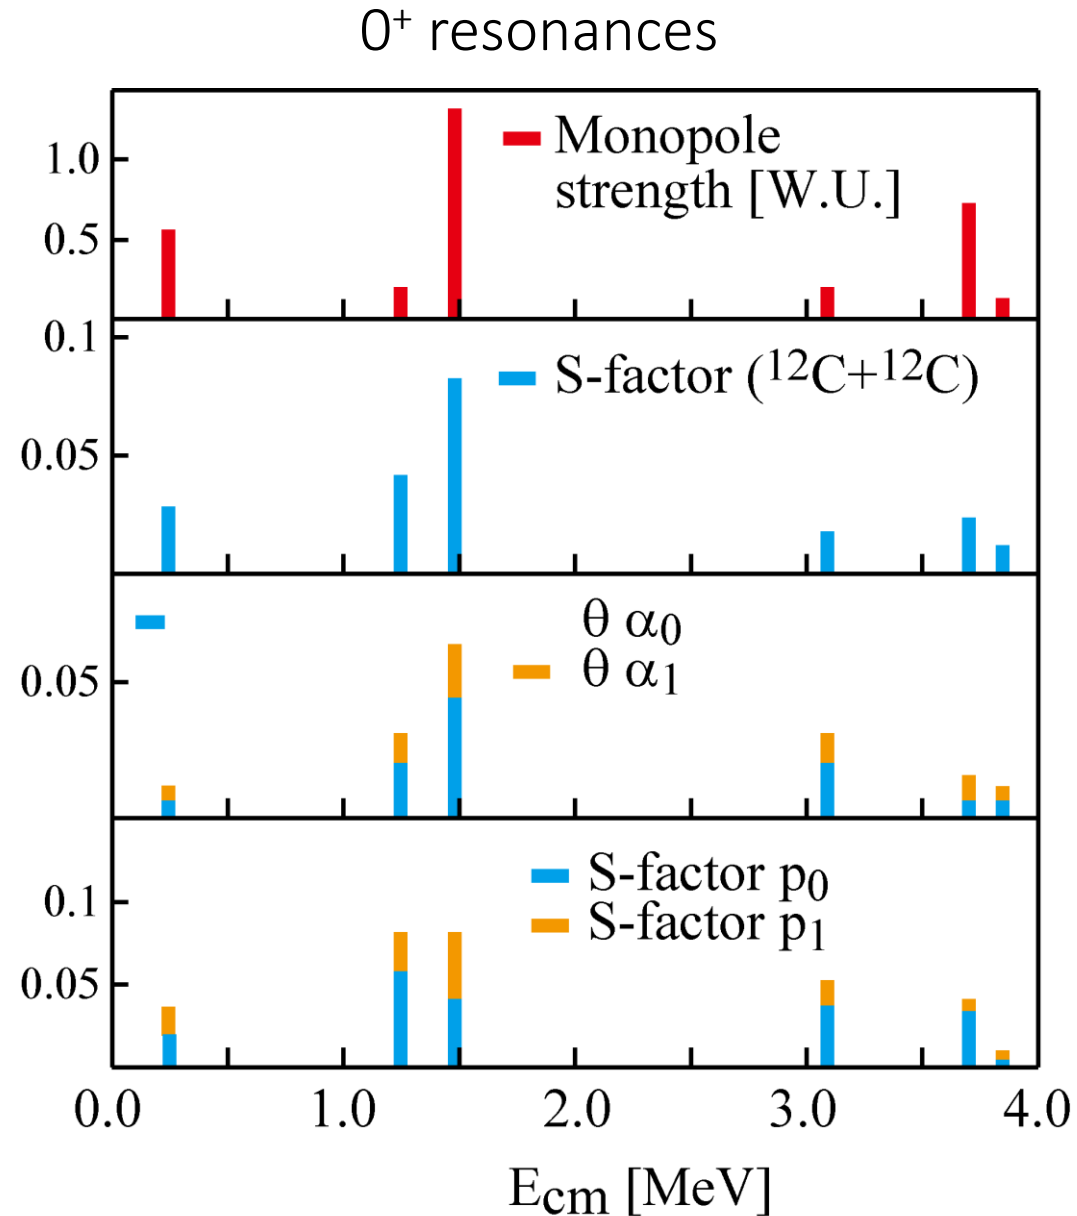 0⁺ resonances
Monopole
strength [W.U.]
1.0
0.5
S-factor (¹²C+¹²C)
0.1
0.05
θ α₀
θ α₁
0.05
S-factor p₀
S-factor p₁
0.1
0.05
0.0 1.0 2.0 3.0 4.0
Ecm [MeV]